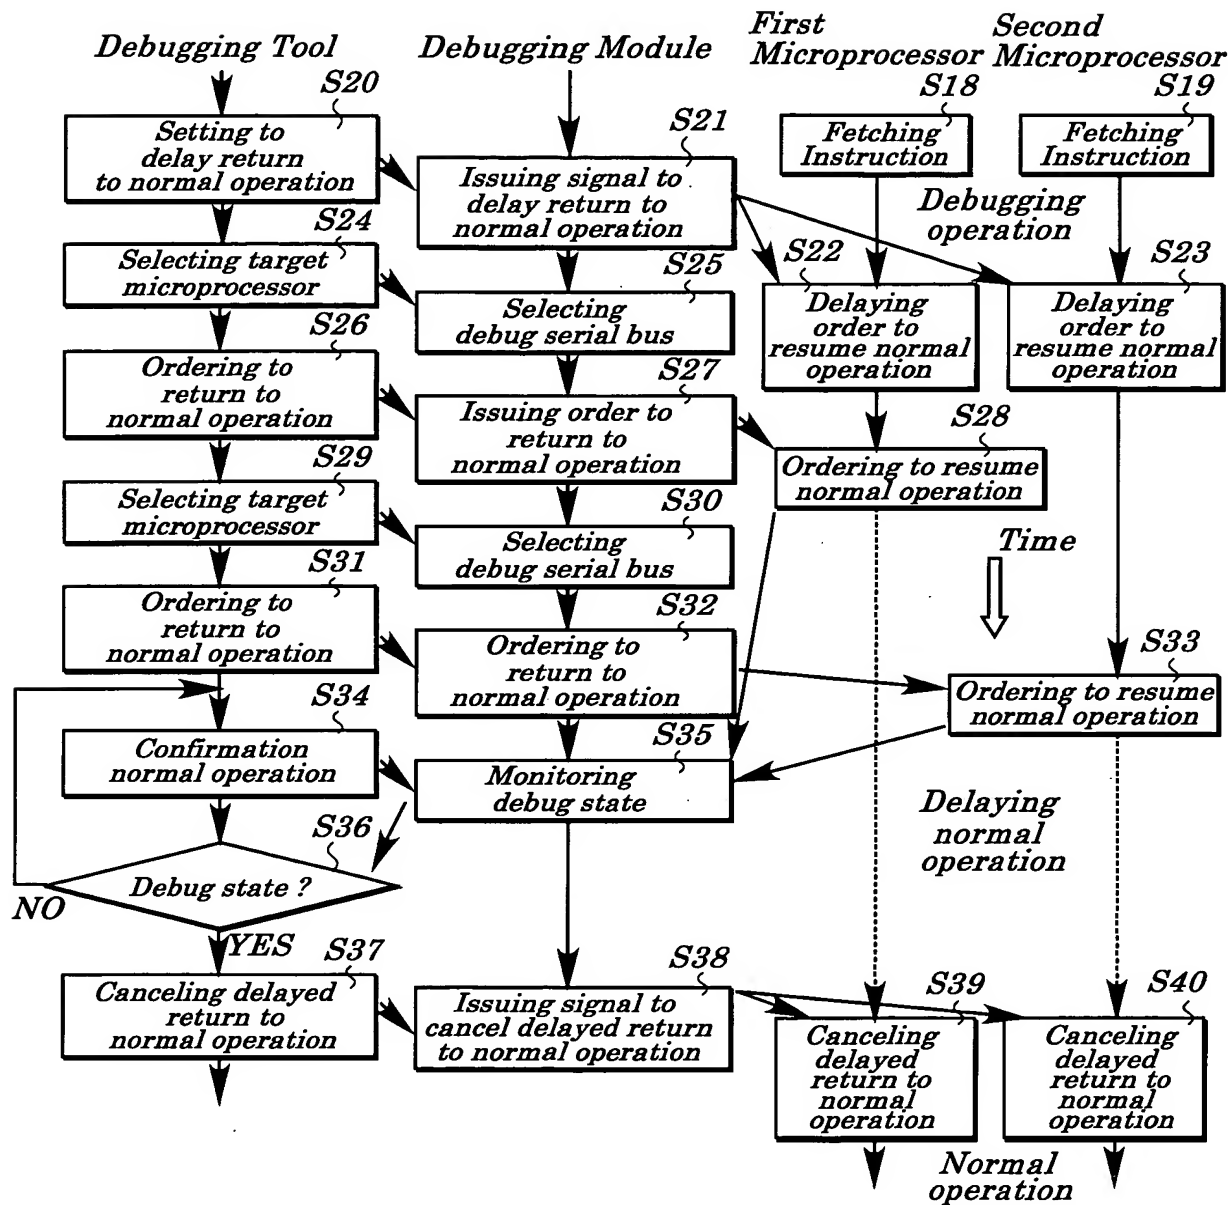 Debugging Tool
Debugging Module
First
Microprocessor
Second
Microprocessor
S18
Fetching
Instruction
S19
Fetching
Instruction
S20
Setting to
delay return
to normal operation
S21
Issuing signal to
delay return to
normal operation
Debugging
operation
S22
Delaying
order to
resume normal
operation
S23
Delaying
order to
resume normal
operation
S24
Selecting target
microprocessor
S25
Selecting
debug serial bus
S26
Ordering to
return to
normal operation
S27
Issuing order to
return to
normal operation
S28
Ordering to resume
normal operation
S29
Selecting target
microprocessor
S30
Selecting
debug serial bus
Time
S31
Ordering to
return to
normal operation
S32
Ordering to
return to
normal operation
S33
Ordering to resume
normal operation
S34
Confirmation
normal operation
S35
Monitoring
debug state
Delaying
normal
operation
S36
Debug state ?
NO
YES
S37
Canceling delayed
return to
normal operation
S38
Issuing signal to
cancel delayed return
to normal operation
S39
Canceling
delayed
return to
normal
operation
S40
Canceling
delayed
return to
normal
operation
Normal
operation